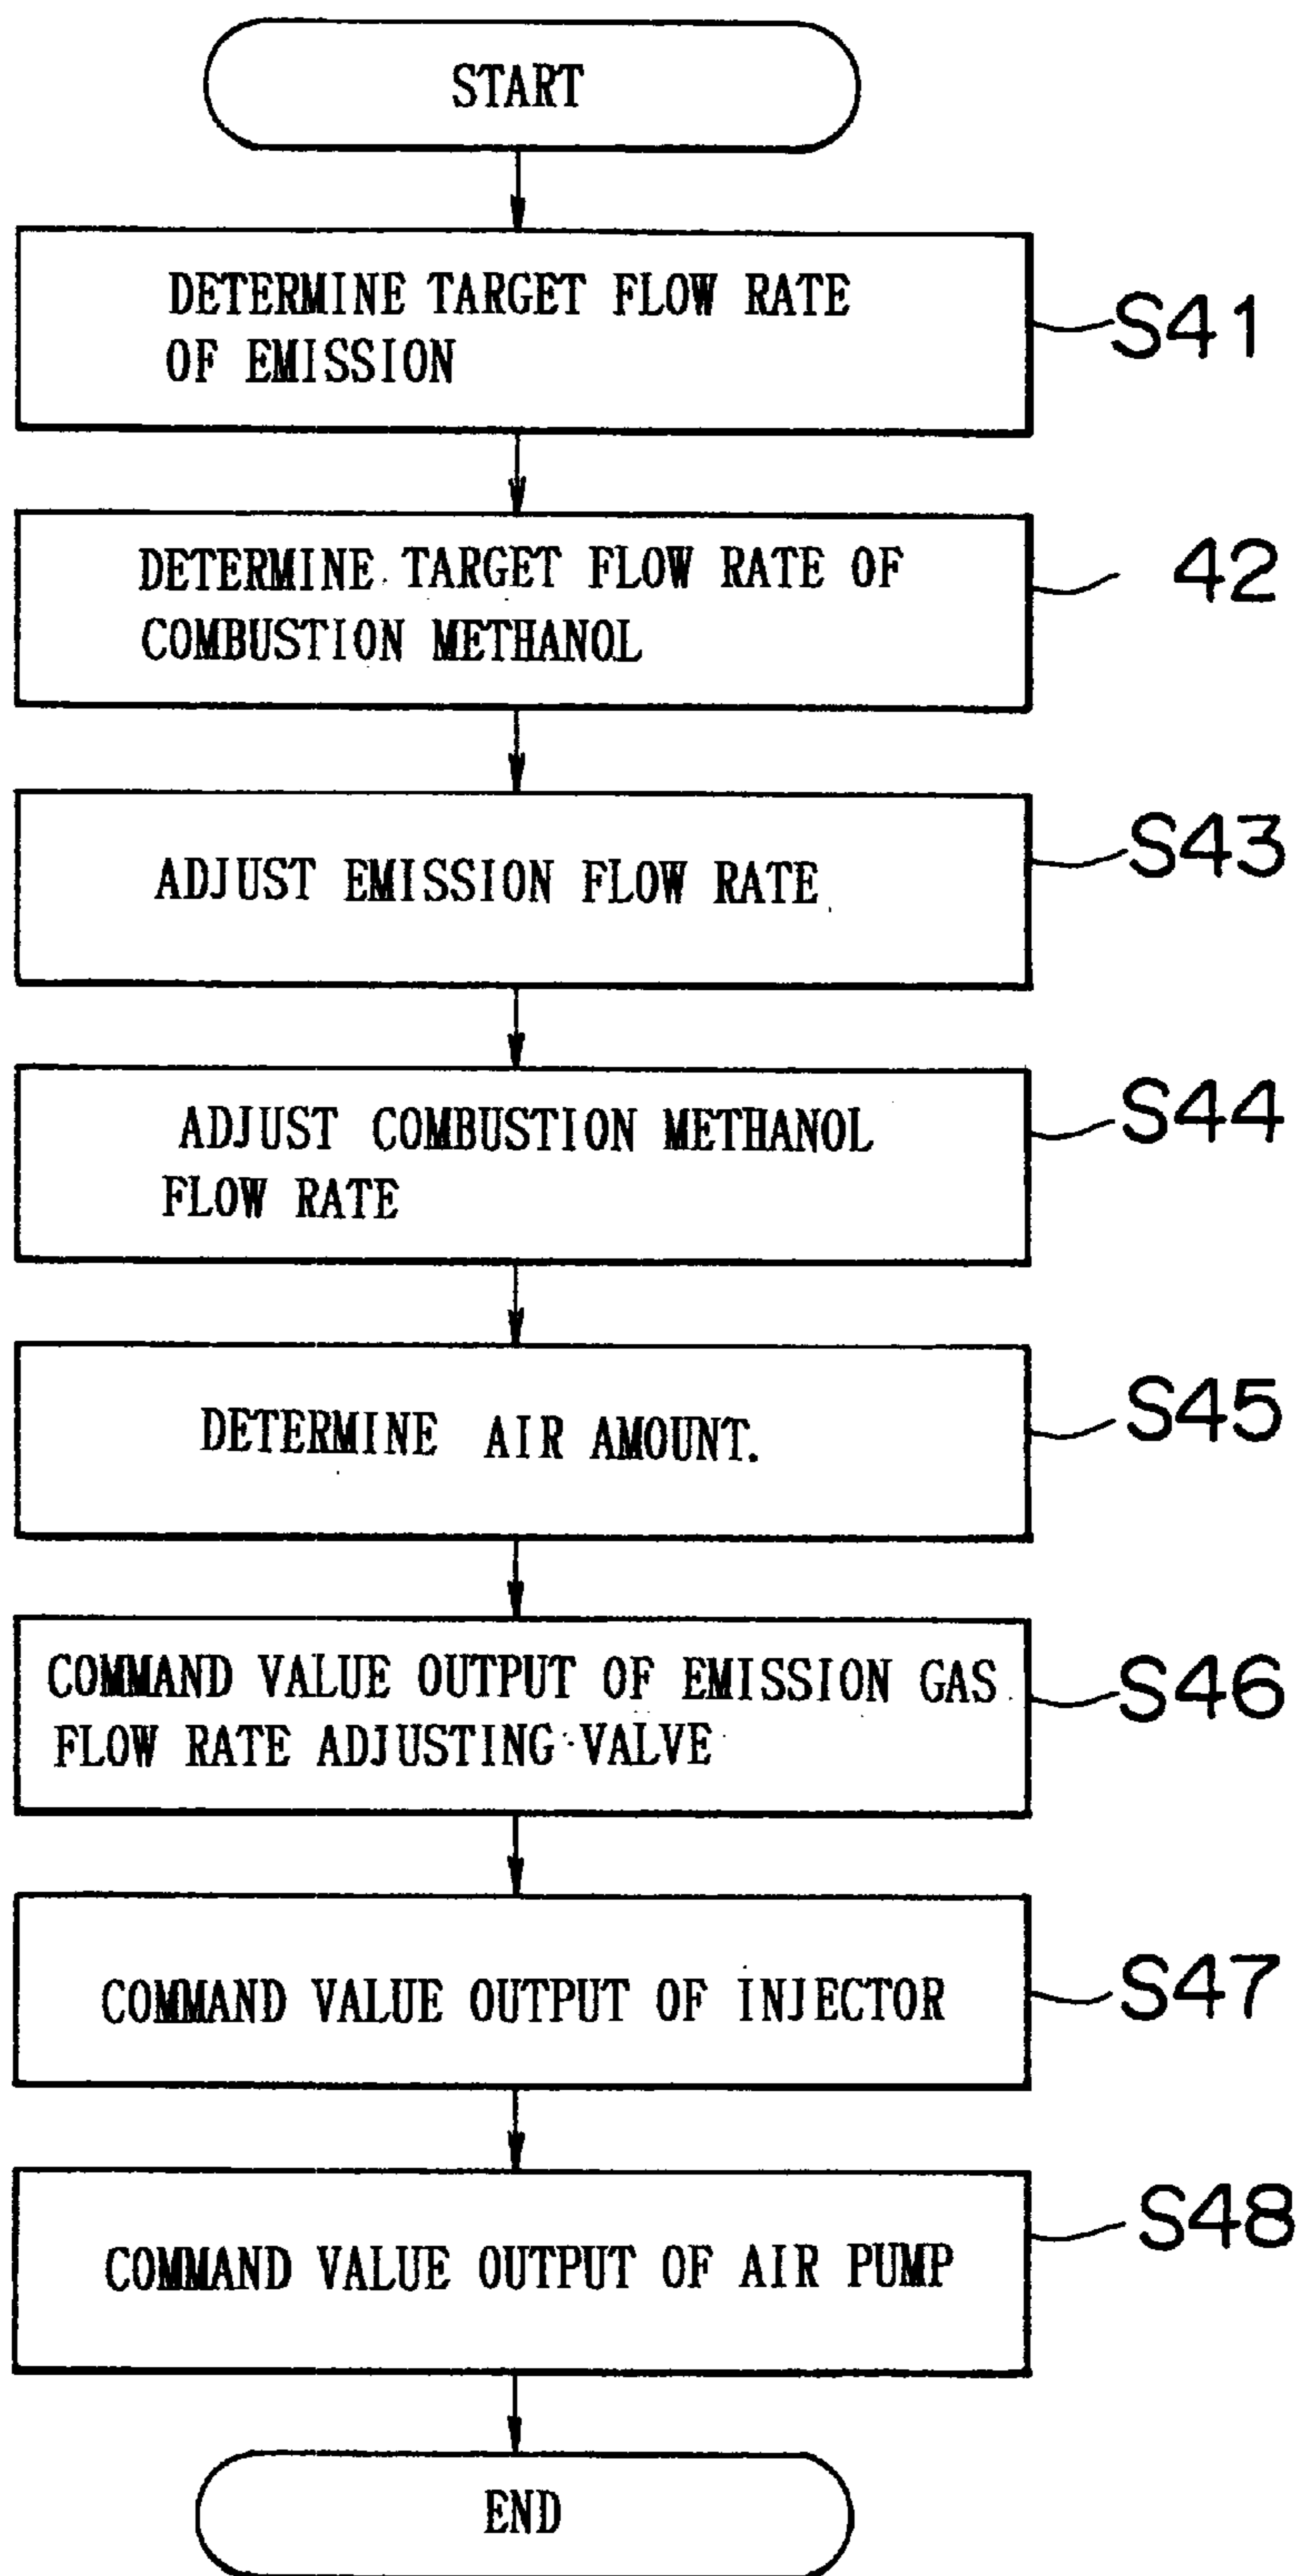 START
DETERMINE TARGET FLOW RATE
OF EMISSION
S41
DETERMINE TARGET FLOW RATE OF
COMBUSTION METHANOL
42
ADJUST EMISSION FLOW RATE
S43
ADJUST COMBUSTION METHANOL
FLOW RATE
S44
DETERMINE AIR AMOUNT.
S45
COMMAND VALUE OUTPUT OF EMISSION GAS
FLOW RATE ADJUSTING VALVE
S46
COMMAND VALUE OUTPUT OF INJECTOR
S47
COMMAND VALUE OUTPUT OF AIR PUMP
S48
END